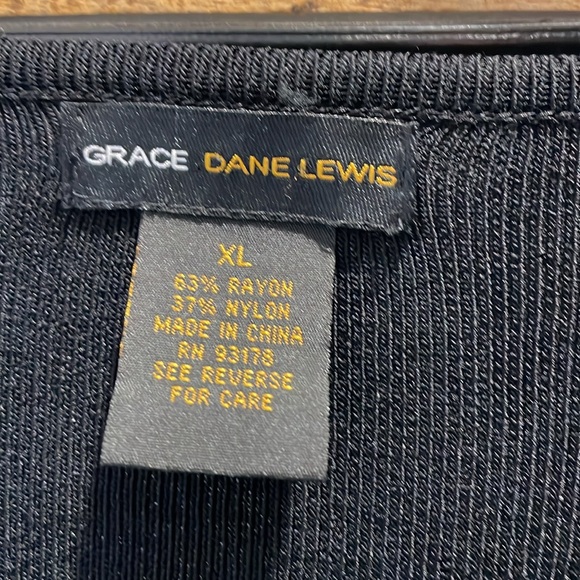 GRACE DANE LEWIS
XL
63% RAYON
37% NYLON
MADE IN CHINA
RN 93178
SEE REVERSE
FOR CARE